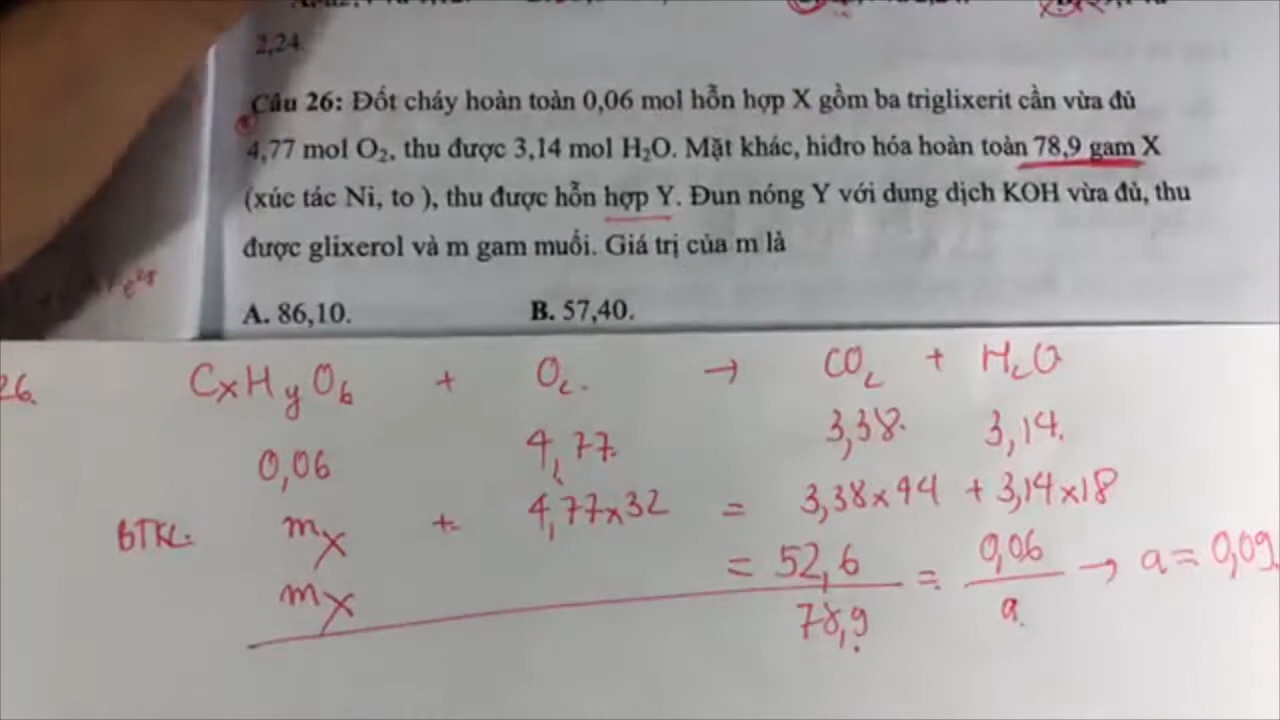 2,24.
Câu 26: Đốt cháy hoàn toàn 0,06 mol hỗn hợp X gồm ba triglixerit cần vừa đủ
4,77 mol O₂, thu được 3,14 mol H₂O. Mặt khác, hiđro hóa hoàn toàn 78,9 gam X
(xúc tác Ni, to ), thu được hỗn hợp Y. Đun nóng Y với dung dịch KOH vừa đủ, thu
được glixerol và m gam muối. Giá trị của m là
A. 86,10. B. 57,40.
26. CxHyO6 + O2. → CO2 + H2O
0,06 4,77. 3,38. 3,14.
BTKL. mX + 4,77x32 = 3,38x44 + 3,14x18
mX = 52,6 = 0,06 → a = 0,09.
78,9. a.